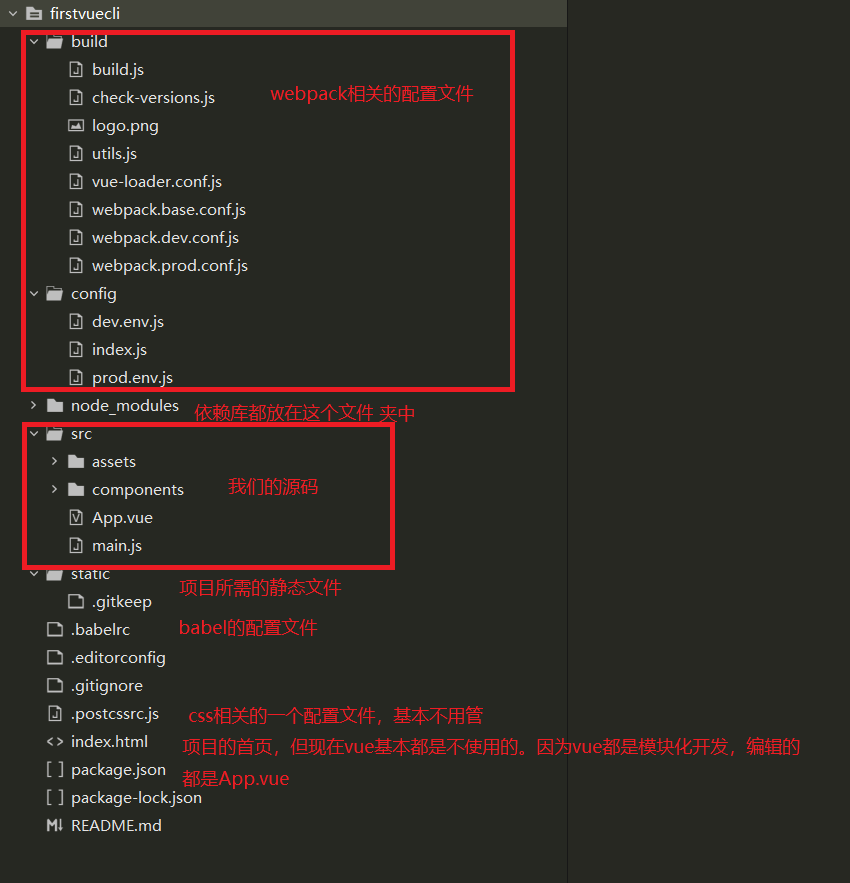 firstvuecli
build
build.js
webpack相关的配置文件
check-versions.js
logo.png
utils.js
vue-loader.conf.js
webpack.base.conf.js
webpack.dev.conf.js
webpack.prod.conf.js
config
dev.env.js
index.js
prod.env.js
node_modules 依赖库都放在这个文件 夹中
src
assets
components 我们的源码
App.vue
main.js
static
项目所需的静态文件
.gitkeep
.babelrc babel的配置文件
.editorconfig
.gitignore
.postcssrc.js css相关的一个配置文件，基本不用管
index.html 项目的首页，但现在vue基本都是不使用的。因为vue都是模块化开发，编辑的
package.json 都是App.vue
package-lock.json
README.md